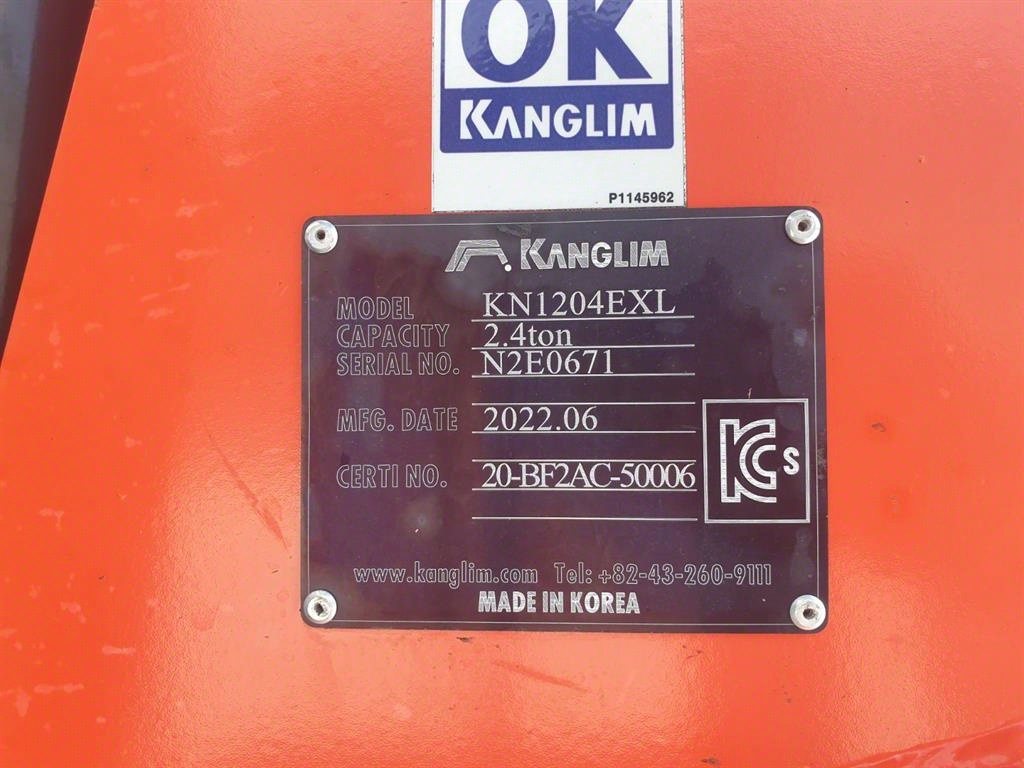 OK
KANGLIM
P1145962
KANGLIM
MODEL KN1204EXL
CAPACITY 2.4ton
SERIAL NO. N2E0671
MFG. DATE 2022.06
CERTI NO. 20-BF2AC-50006
KC s
www.kanglim.com Tel: +82-43-260-9111
MADE IN KOREA